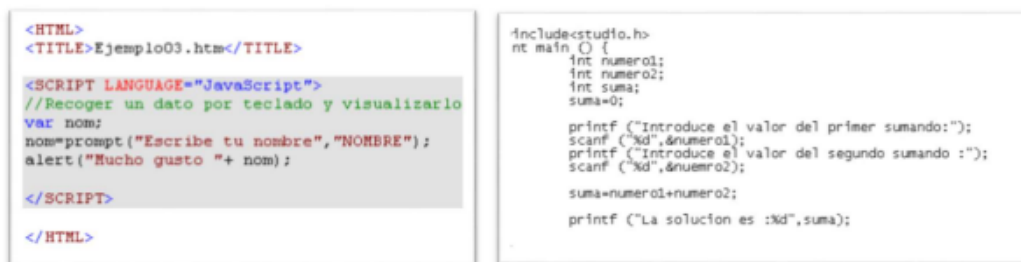 <HTML>
<TITLE>Ejemplo03.htm</TITLE>
<SCRIPT LANGUAGE="JavaScript">
//Recoger un dato por teclado y visualizarlo
var nom;
nom=prompt("Escribe tu nombre","NOMBRE");
alert("Mucho gusto "+ nom);
</SCRIPT>
</HTML>
include<studio.h>
nt main () {
int numero1;
int numero2;
int suma;
suma=0;
printf ("Introduce el valor del primer sumando:");
scanf ("%d",&numero1);
printf ("Introduce el valor del segundo sumando :");
scanf ("%d",&nuemro2);
suma=numero1+numero2;
printf ("La solucion es :%d",suma);